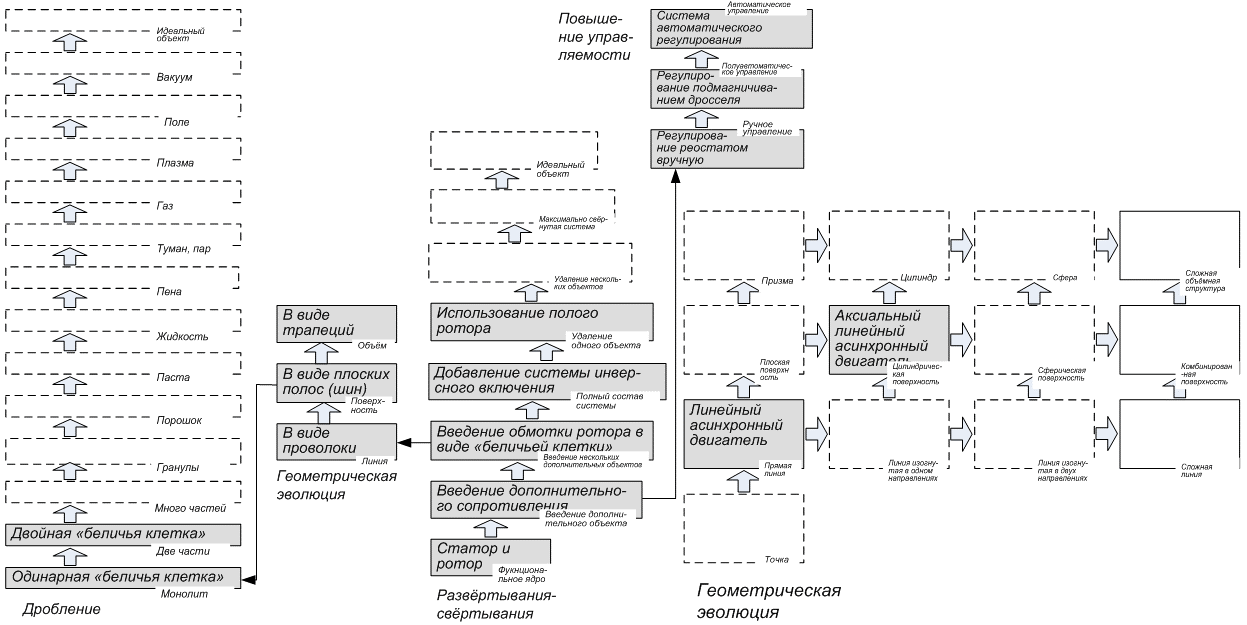 Идеальный
объект
Вакуум
Поле
Плазма
Газ
Туман, пар
Пена
Жидкость
Паста
Порошок
Гранулы
Много частей
Двойная «беличья клетка»
Две части
Одинарная «беличья клетка»
Монолит
Дробление
В виде
трапеций
Объём
В виде плоских
полос (шин)
Поверх-
ность
В виде
проволоки
Линия
Геометрическая
эволюция
Идеальный
объект
Максимально свёр-
нутая система
Удаление несколь-
ких объектов
Использование полого
ротора
Удаление
одного объекта
Добавление системы инвер-
сного включения
Полный состав
системы
Введение обмотки ротора в
виде «беличьей клетки»
Введение нескольких
дополнительных объектов
Введение дополнительно-
го сопротивления
Введение дополни-
тельного объекта
Статор и
ротор
Функциона-
льное ядро
Развёртывания-
свёртывания
Повыше-
ние управ-
ляемости
Автоматическое
управление
Система
автоматического
регулирования
Полуавтоматичес-
кое управление
Регулиро-
вание подмагничива-
нием дросселя
Ручное
управление
Регулирова-
ние реостатом
вручную
Призма
Цилиндр
Сфера
Сложная
объёмная
структура
Плоская
поверхн
ость
Аксиальный
линейный
асинхронный
двигатель
Цилиндричес-
кая
поверхность
Сферическая
поверхность
Комбинирован
-ная
поверхность
Линейный
асинхронный
двигатель
Прямая
линия
Линия изогну-
та в одном
направлениях
Линия изогну-
та в двух
направлениях
Сложная
линия
Точка
Геометрическая
эволюция